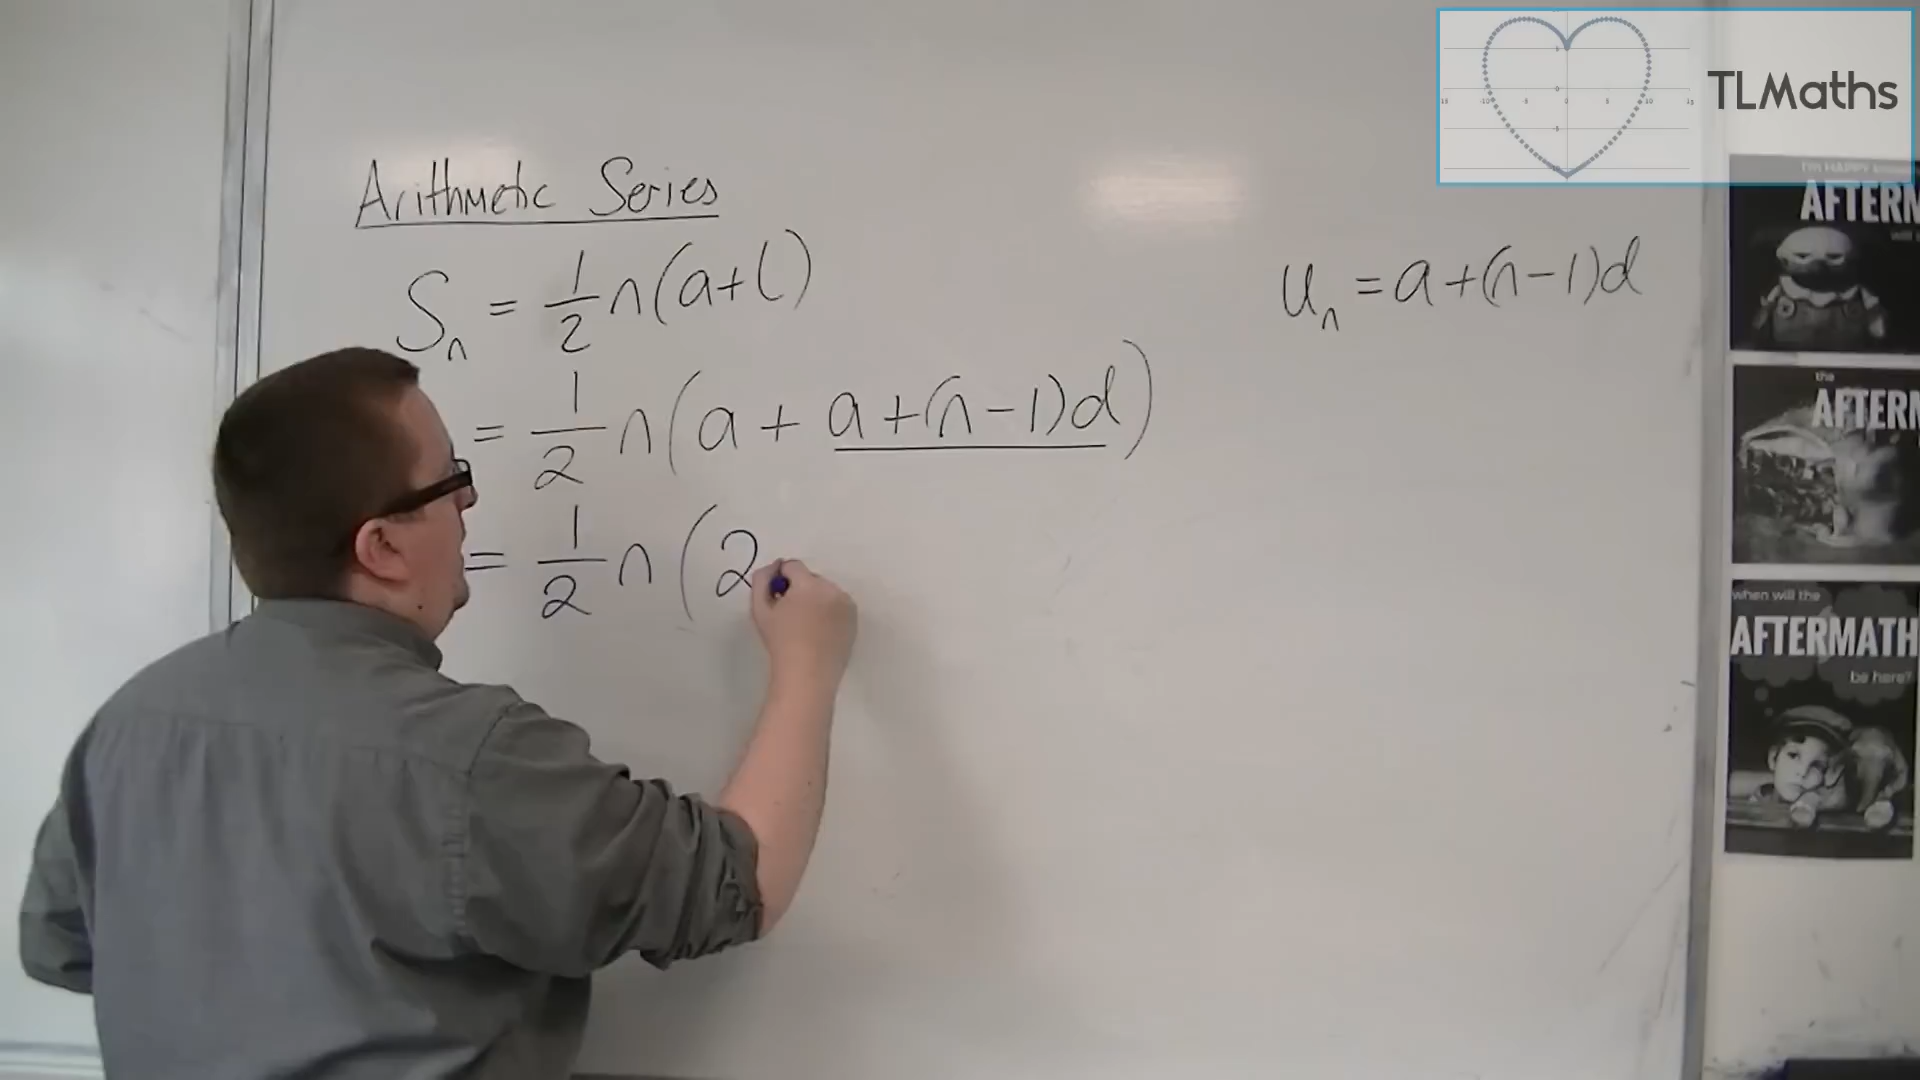 TLMaths
Arithmetic Series
Sₙ = 1/2 n(a+l)
uₙ = a+(n-1)d
= 1/2 n(a + a+(n-1)d)
= 1/2 n(2
AFTERM
the
AFTERM
when will the
AFTERMATH
be here?